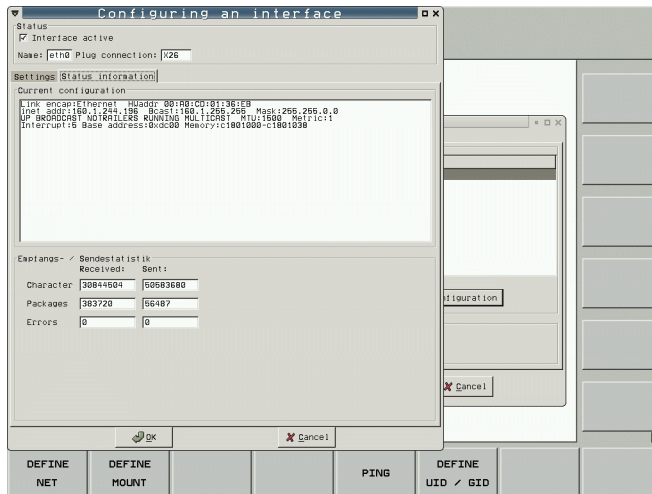 Configuring an interface
Status
Interface active
Name: eth0 Plug connection: X26
Settings Status information
Current configuration
Link encap:Ethernet HWaddr 00:A0:CD:01:36:EB
inet addr:160.1.244.196 Bcast:160.1.255.255 Mask:255.255.0.0
UP BROADCAST NOTRAILERS RUNNING MULTICAST MTU:1500 Metric:1
Interrupt:5 Base address:0xdc00 Memory:c1801000-c1801038
Empfangs- / Sendestatistik
Received: Sent:
Character 30844504 50583680
Packages 383720 56487
Errors 0 0
figuration
Cancel
OK Cancel
DEFINE NET
DEFINE MOUNT
PING
DEFINE UID / GID